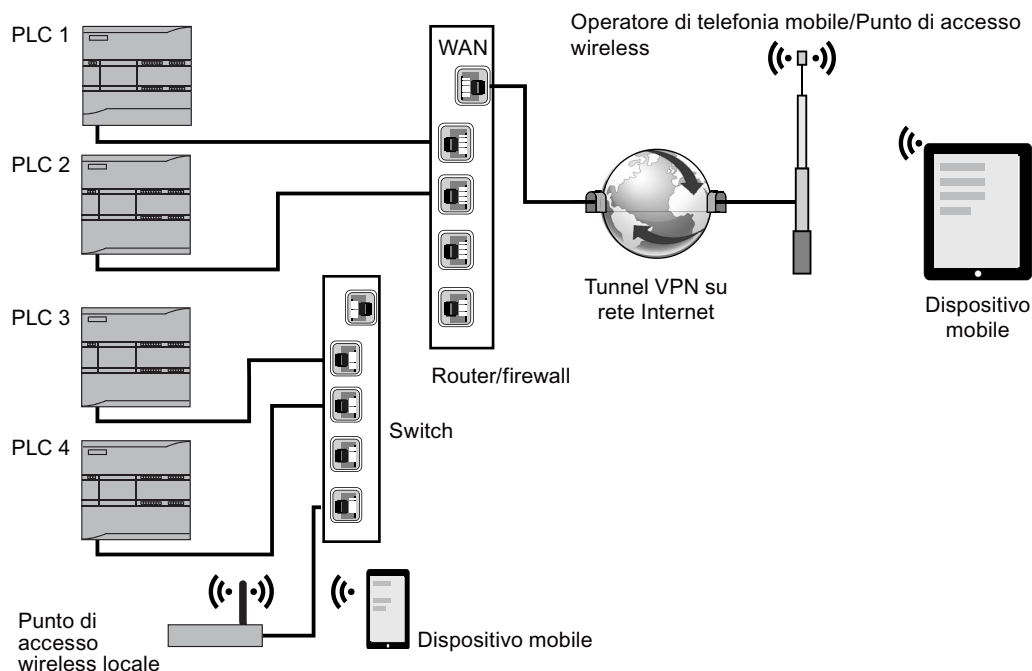 Operatore di telefonia mobile/Punto di accesso
wireless
PLC 1
WAN
PLC 2
Tunnel VPN su
rete Internet
Dispositivo
mobile
PLC 3
Router/firewall
Switch
PLC 4
Punto di
accesso
wireless locale
Dispositivo mobile